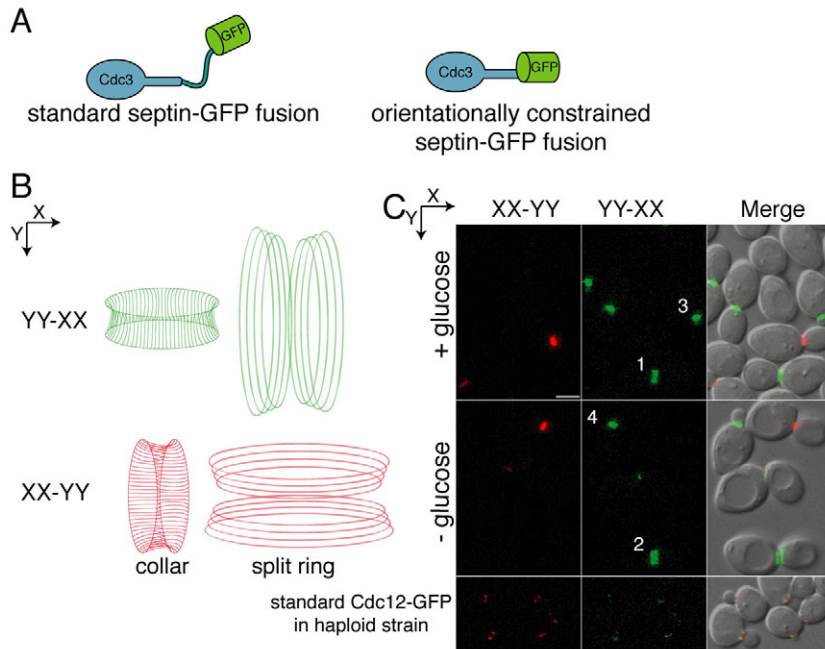 A
GFP
Cdc3
standard septin-GFP fusion
Cdc3
GFP
orientationally constrained
septin-GFP fusion
B
X
Y
YY-XX
XX-YY
collar
split ring
C
X
Y
XX-YY
YY-XX
Merge
+ glucose
3
1
- glucose
4
2
standard Cdc12-GFP
in haploid strain